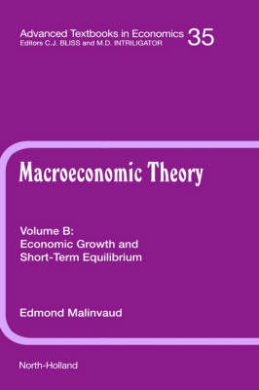 Advanced Textbooks in Economics 35
Editors C.J. BLISS and M.D. INTRILIGATOR
Macroeconomic Theory
Volume B:
Economic Growth and
Short-Term Equilibrium
Edmond Malinvaud
North-Holland